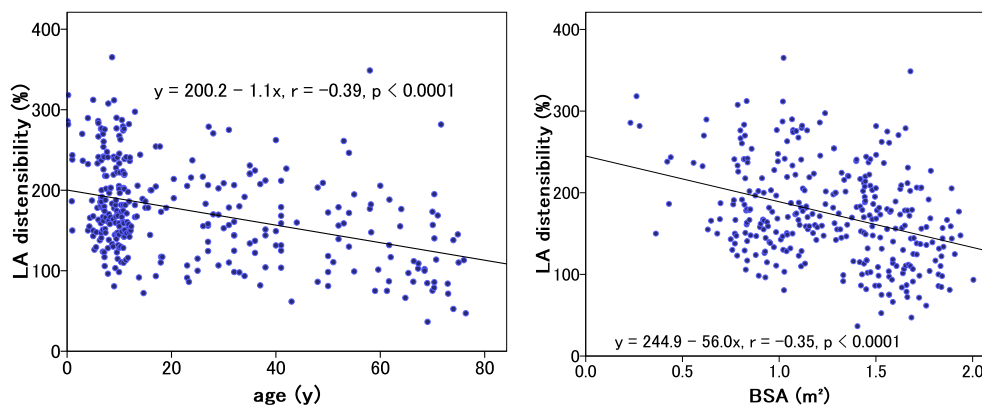 400
300
200
100
0
LA distensibility (%)
y = 200.2 − 1.1x, r = −0.39, p < 0.0001
0 20 40 60 80
age (y)
400
300
200
100
0
LA distensibility (%)
y = 244.9 − 56.0x, r = −0.35, p < 0.0001
0 0.5 1.0 1.5 2.0
BSA (m²)